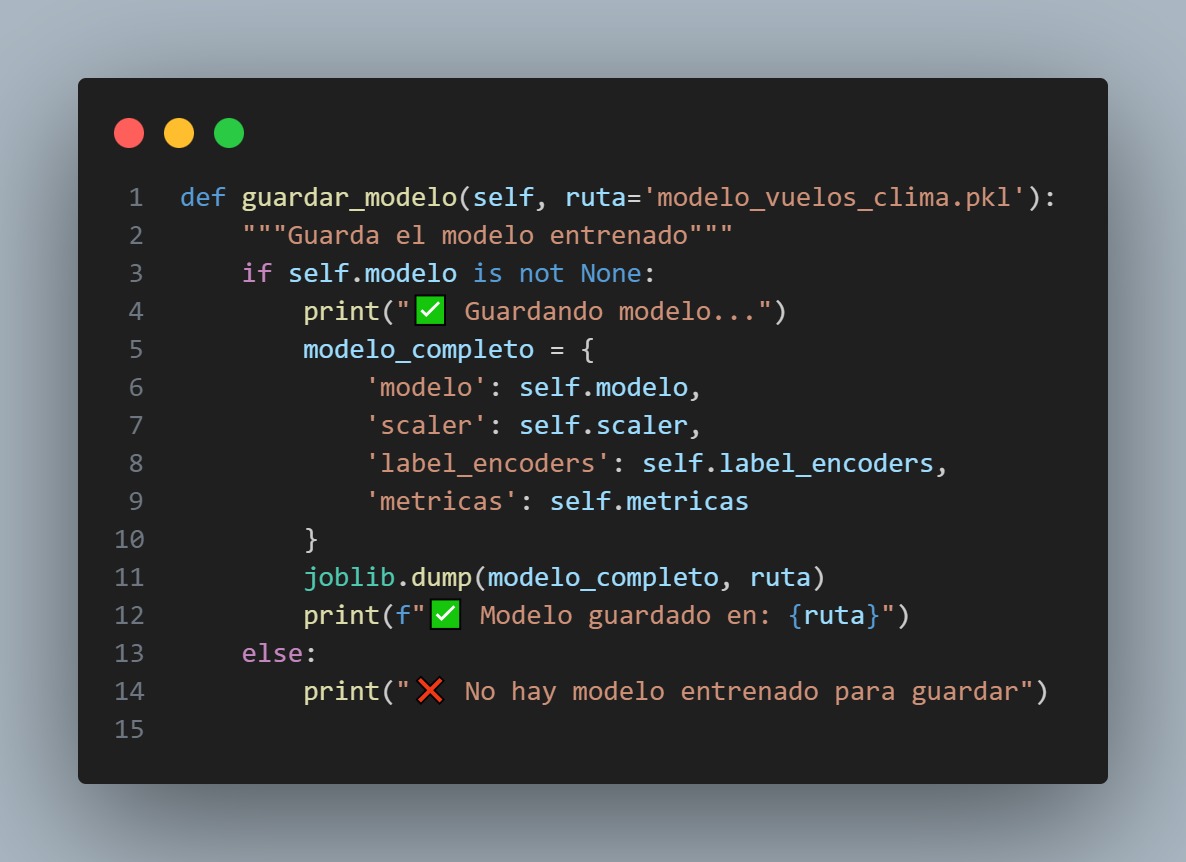 1 def guardar_modelo(self, ruta='modelo_vuelos_clima.pkl'):
2     """Guarda el modelo entrenado"""
3     if self.modelo is not None:
4         print("✅ Guardando modelo...")
5         modelo_completo = {
6             'modelo': self.modelo,
7             'scaler': self.scaler,
8             'label_encoders': self.label_encoders,
9             'metricas': self.metricas
10         }
11         joblib.dump(modelo_completo, ruta)
12         print(f"✅ Modelo guardado en: {ruta}")
13     else:
14         print("❌ No hay modelo entrenado para guardar")
15